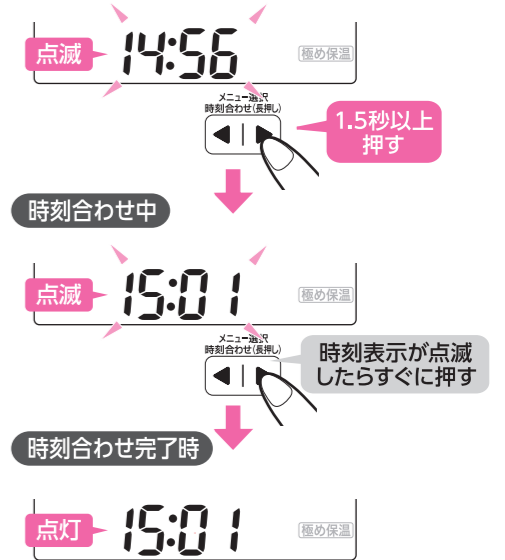 点滅
14:56
極め保温
メニュー選択
時刻合わせ(長押し)
1.5秒以上
押す
時刻合わせ中
点滅
15:01
極め保温
メニュー選択
時刻合わせ(長押し)
時刻表示が点滅
したらすぐに押す
時刻合わせ完了時
点灯
15:01
極め保温